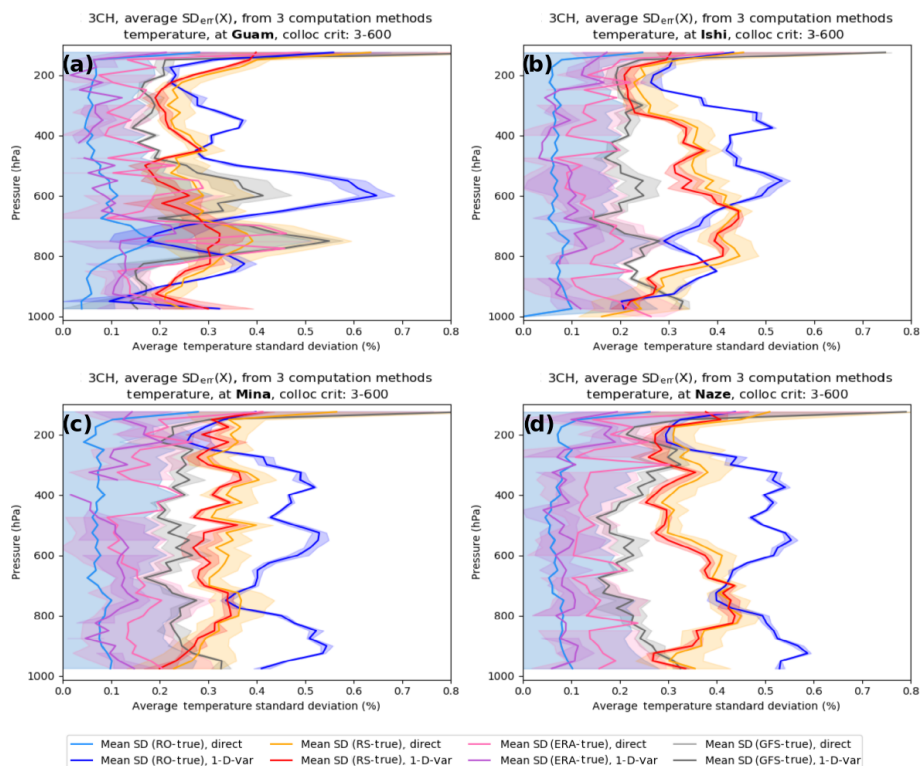 3CH, average SDerr(X), from 3 computation methods
temperature, at Guam, colloc crit: 3-600
(a)
200
400
600
800
1000
Pressure (hPa)
0.0 0.1 0.2 0.3 0.4 0.5 0.6 0.7 0.8
Average temperature standard deviation (%)
3CH, average SDerr(X), from 3 computation methods
temperature, at Ishi, colloc crit: 3-600
(b)
200
400
600
800
1000
Pressure (hPa)
0.0 0.1 0.2 0.3 0.4 0.5 0.6 0.7 0.8
Average temperature standard deviation (%)
3CH, average SDerr(X), from 3 computation methods
temperature, at Mina, colloc crit: 3-600
(c)
200
400
600
800
1000
Pressure (hPa)
0.0 0.1 0.2 0.3 0.4 0.5 0.6 0.7 0.8
Average temperature standard deviation (%)
3CH, average SDerr(X), from 3 computation methods
temperature, at Naze, colloc crit: 3-600
(d)
200
400
600
800
1000
Pressure (hPa)
0.0 0.1 0.2 0.3 0.4 0.5 0.6 0.7 0.8
Average temperature standard deviation (%)
Mean SD (RO-true), direct
Mean SD (RO-true), 1-D-var
Mean SD (RS-true), direct
Mean SD (RS-true), 1-D-var
Mean SD (ERA-true), direct
Mean SD (ERA-true), 1-D-var
Mean SD (GFS-true), direct
Mean SD (GFS-true), 1-D-var